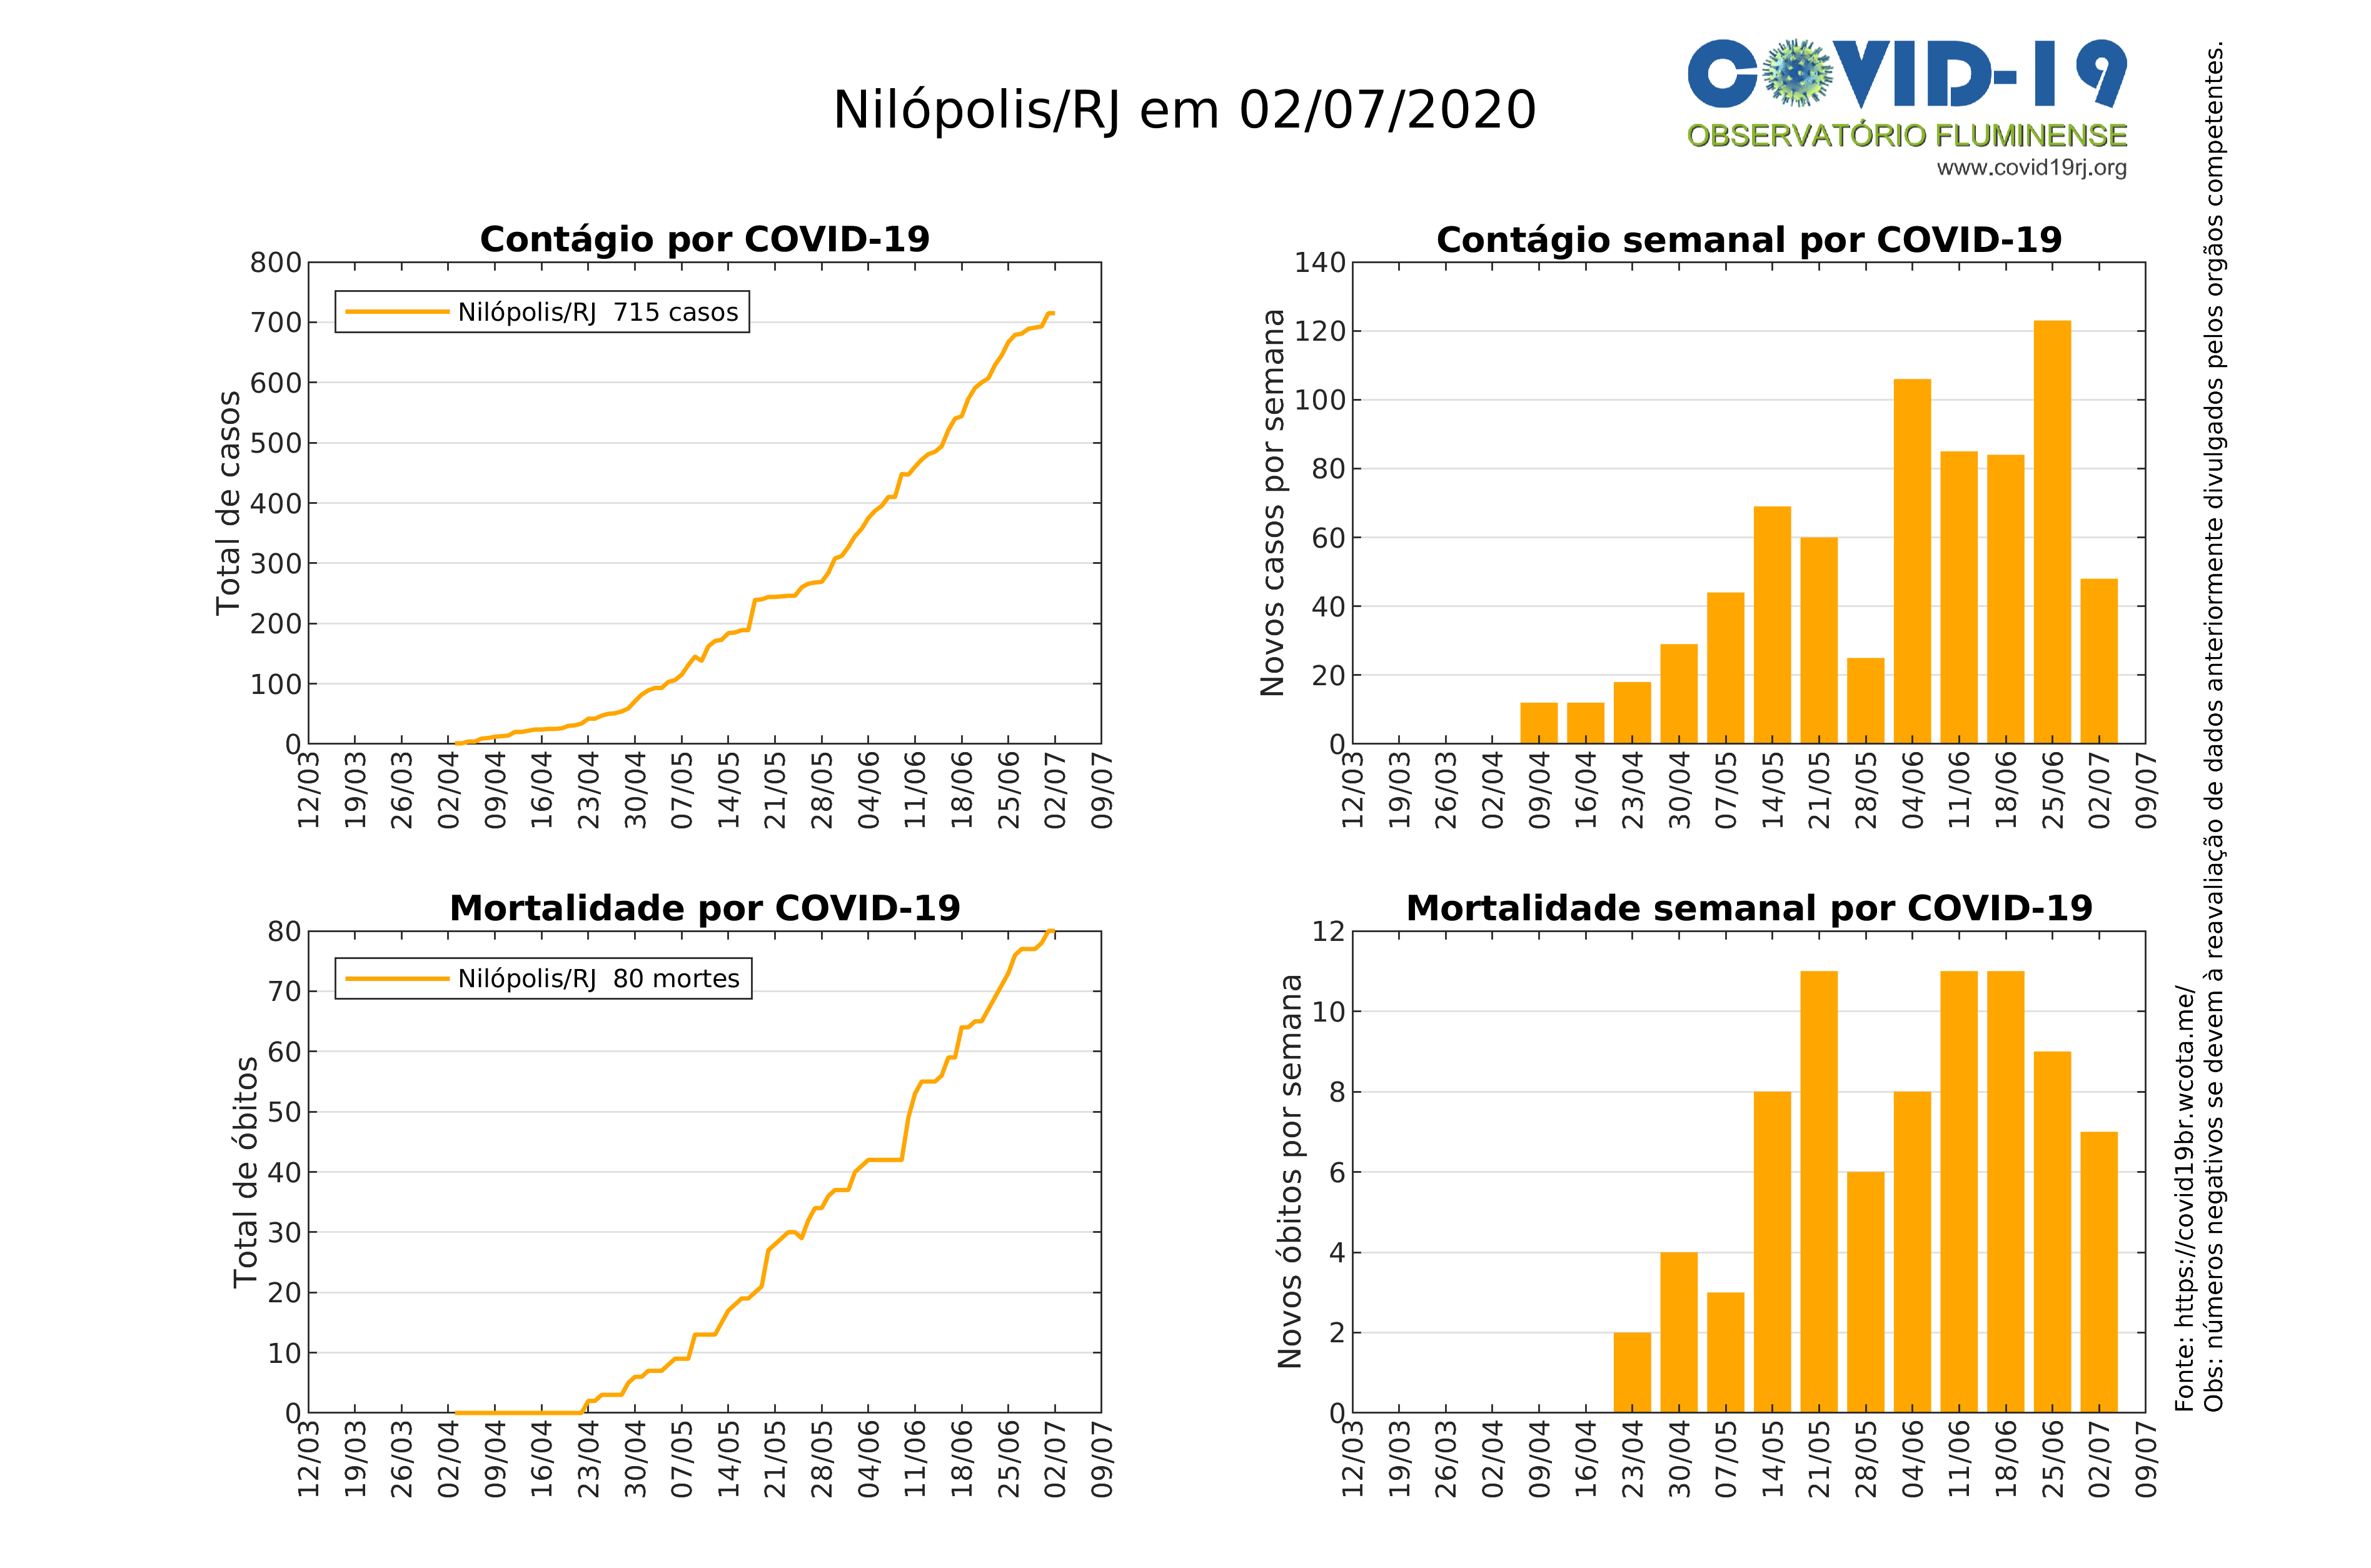 Nilópolis/RJ em 02/07/2020
COVID-19
OBSERVATÓRIO FLUMINENSE
www.covid19rj.org
Contágio por COVID-19
Total de casos
800
700
600
500
400
300
200
100
0
Nilópolis/RJ 715 casos
12/03 19/03 26/03 02/04 09/04 16/04 23/04 30/04 07/05 14/05 21/05 28/05 04/06 11/06 18/06 25/06 02/07 09/07
Contágio semanal por COVID-19
Novos casos por semana
140
120
100
80
60
40
20
0
12/03 19/03 26/03 02/04 09/04 16/04 23/04 30/04 07/05 14/05 21/05 28/05 04/06 11/06 18/06 25/06 02/07 09/07
Mortalidade por COVID-19
Total de óbitos
80
70
60
50
40
30
20
10
0
Nilópolis/RJ 80 mortes
12/03 19/03 26/03 02/04 09/04 16/04 23/04 30/04 07/05 14/05 21/05 28/05 04/06 11/06 18/06 25/06 02/07 09/07
Mortalidade semanal por COVID-19
Novos óbitos por semana
12
10
8
6
4
2
0
12/03 19/03 26/03 02/04 09/04 16/04 23/04 30/04 07/05 14/05 21/05 28/05 04/06 11/06 18/06 25/06 02/07 09/07
Fonte: https://covid19br.wcota.me/
Obs: números negativos se devem à reavaliação de dados anteriormente divulgados pelos orgãos competentes.